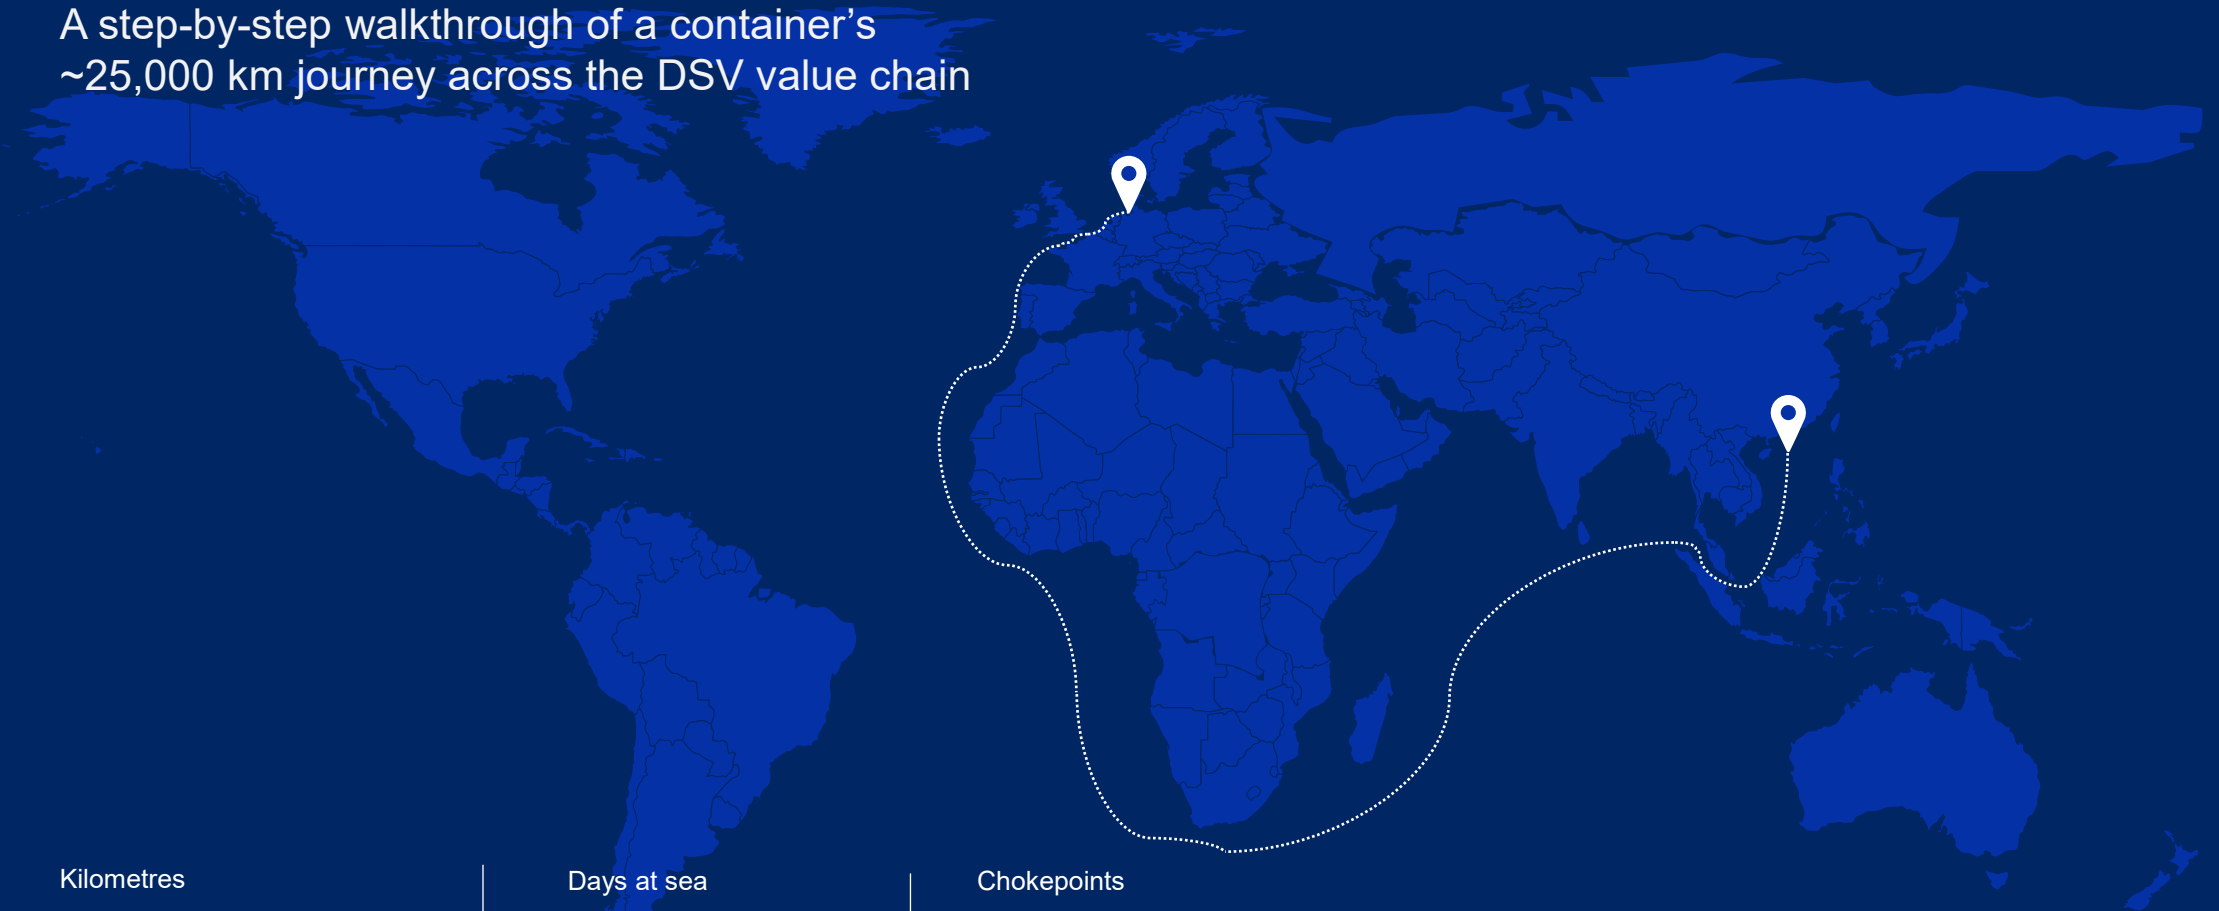 A step-by-step walkthrough of a container’s
~25,000 km journey across the DSV value chain
Kilometres
Days at sea
Chokepoints